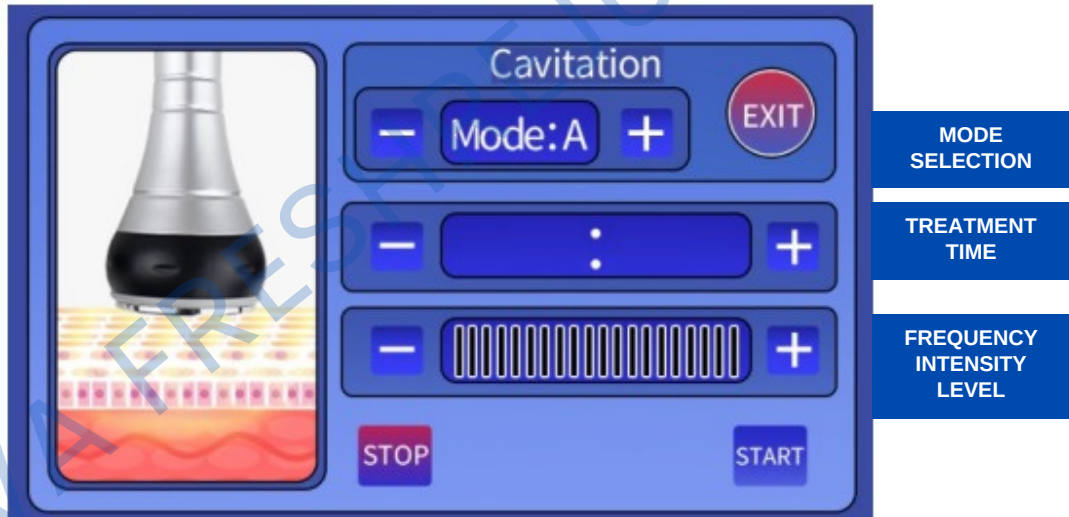 Cavitation
− Mode:A +
EXIT
MODE
SELECTION
− : +
TREATMENT
TIME
− +
FREQUENCY
INTENSITY
LEVEL
STOP
START